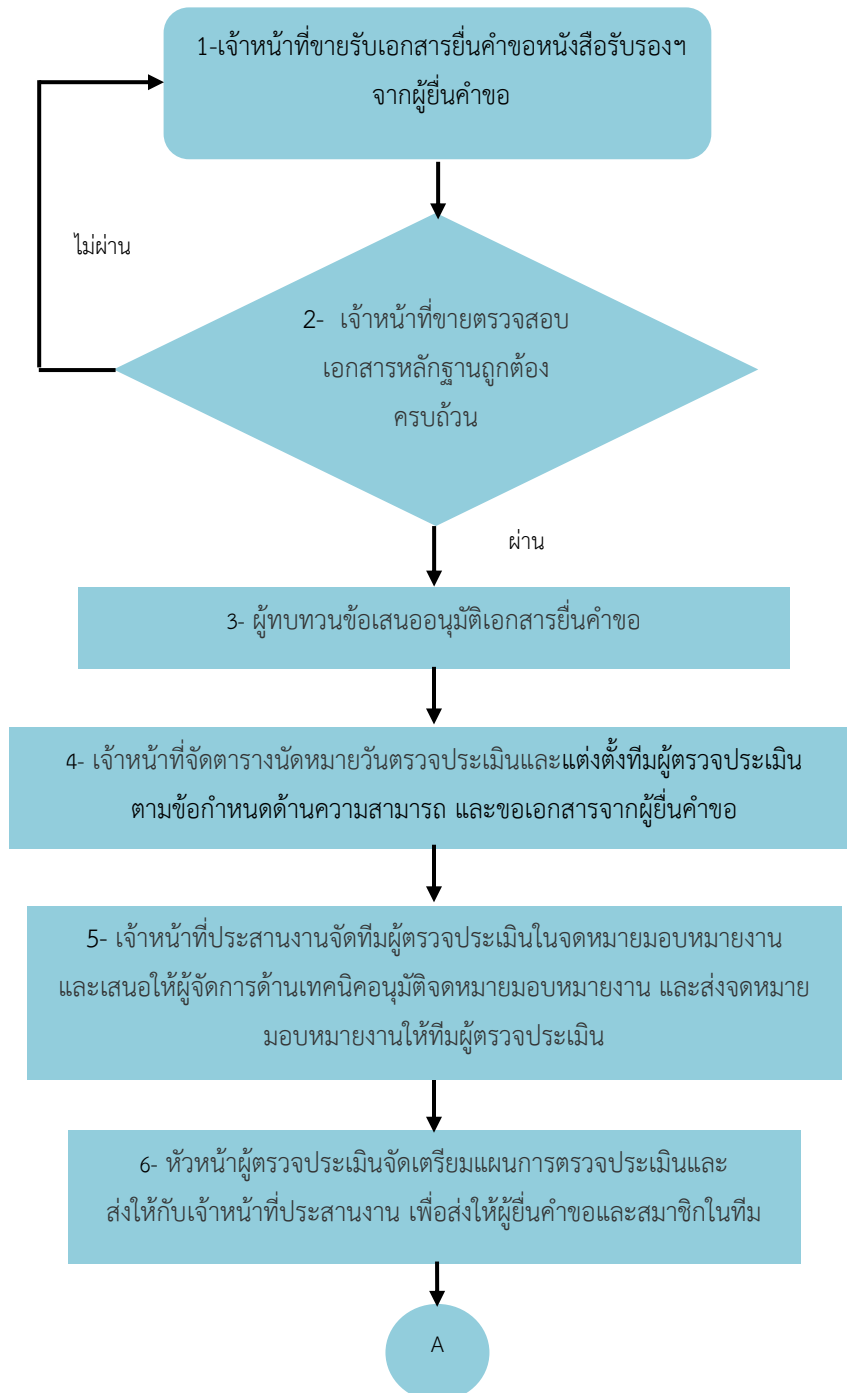 1-เจ้าหน้าที่ขายรับเอกสารยื่นคำขอหนังสือรับรองฯ
จากผู้ยื่นคำขอ
ไม่ผ่าน
2- เจ้าหน้าที่ขายตรวจสอบ
เอกสารหลักฐานถูกต้อง
ครบถ้วน
ผ่าน
3- ผู้ทบทวนข้อเสนออนุมัติเอกสารยื่นคำขอ
4- เจ้าหน้าที่จัดตารางนัดหมายวันตรวจประเมินและแต่งตั้งทีมผู้ตรวจประเมิน
ตามข้อกำหนดด้านความสามารถ และขอเอกสารจากผู้ยื่นคำขอ
5- เจ้าหน้าที่ประสานงานจัดทีมผู้ตรวจประเมินในจดหมายมอบหมายงาน
และเสนอให้ผู้จัดการด้านเทคนิคอนุมัติจดหมายมอบหมายงาน และส่งจดหมาย
มอบหมายงานให้ทีมผู้ตรวจประเมิน
6- หัวหน้าผู้ตรวจประเมินจัดเตรียมแผนการตรวจประเมินและ
ส่งให้กับเจ้าหน้าที่ประสานงาน เพื่อส่งให้ผู้ยื่นคำขอและสมาชิกในทีม
A